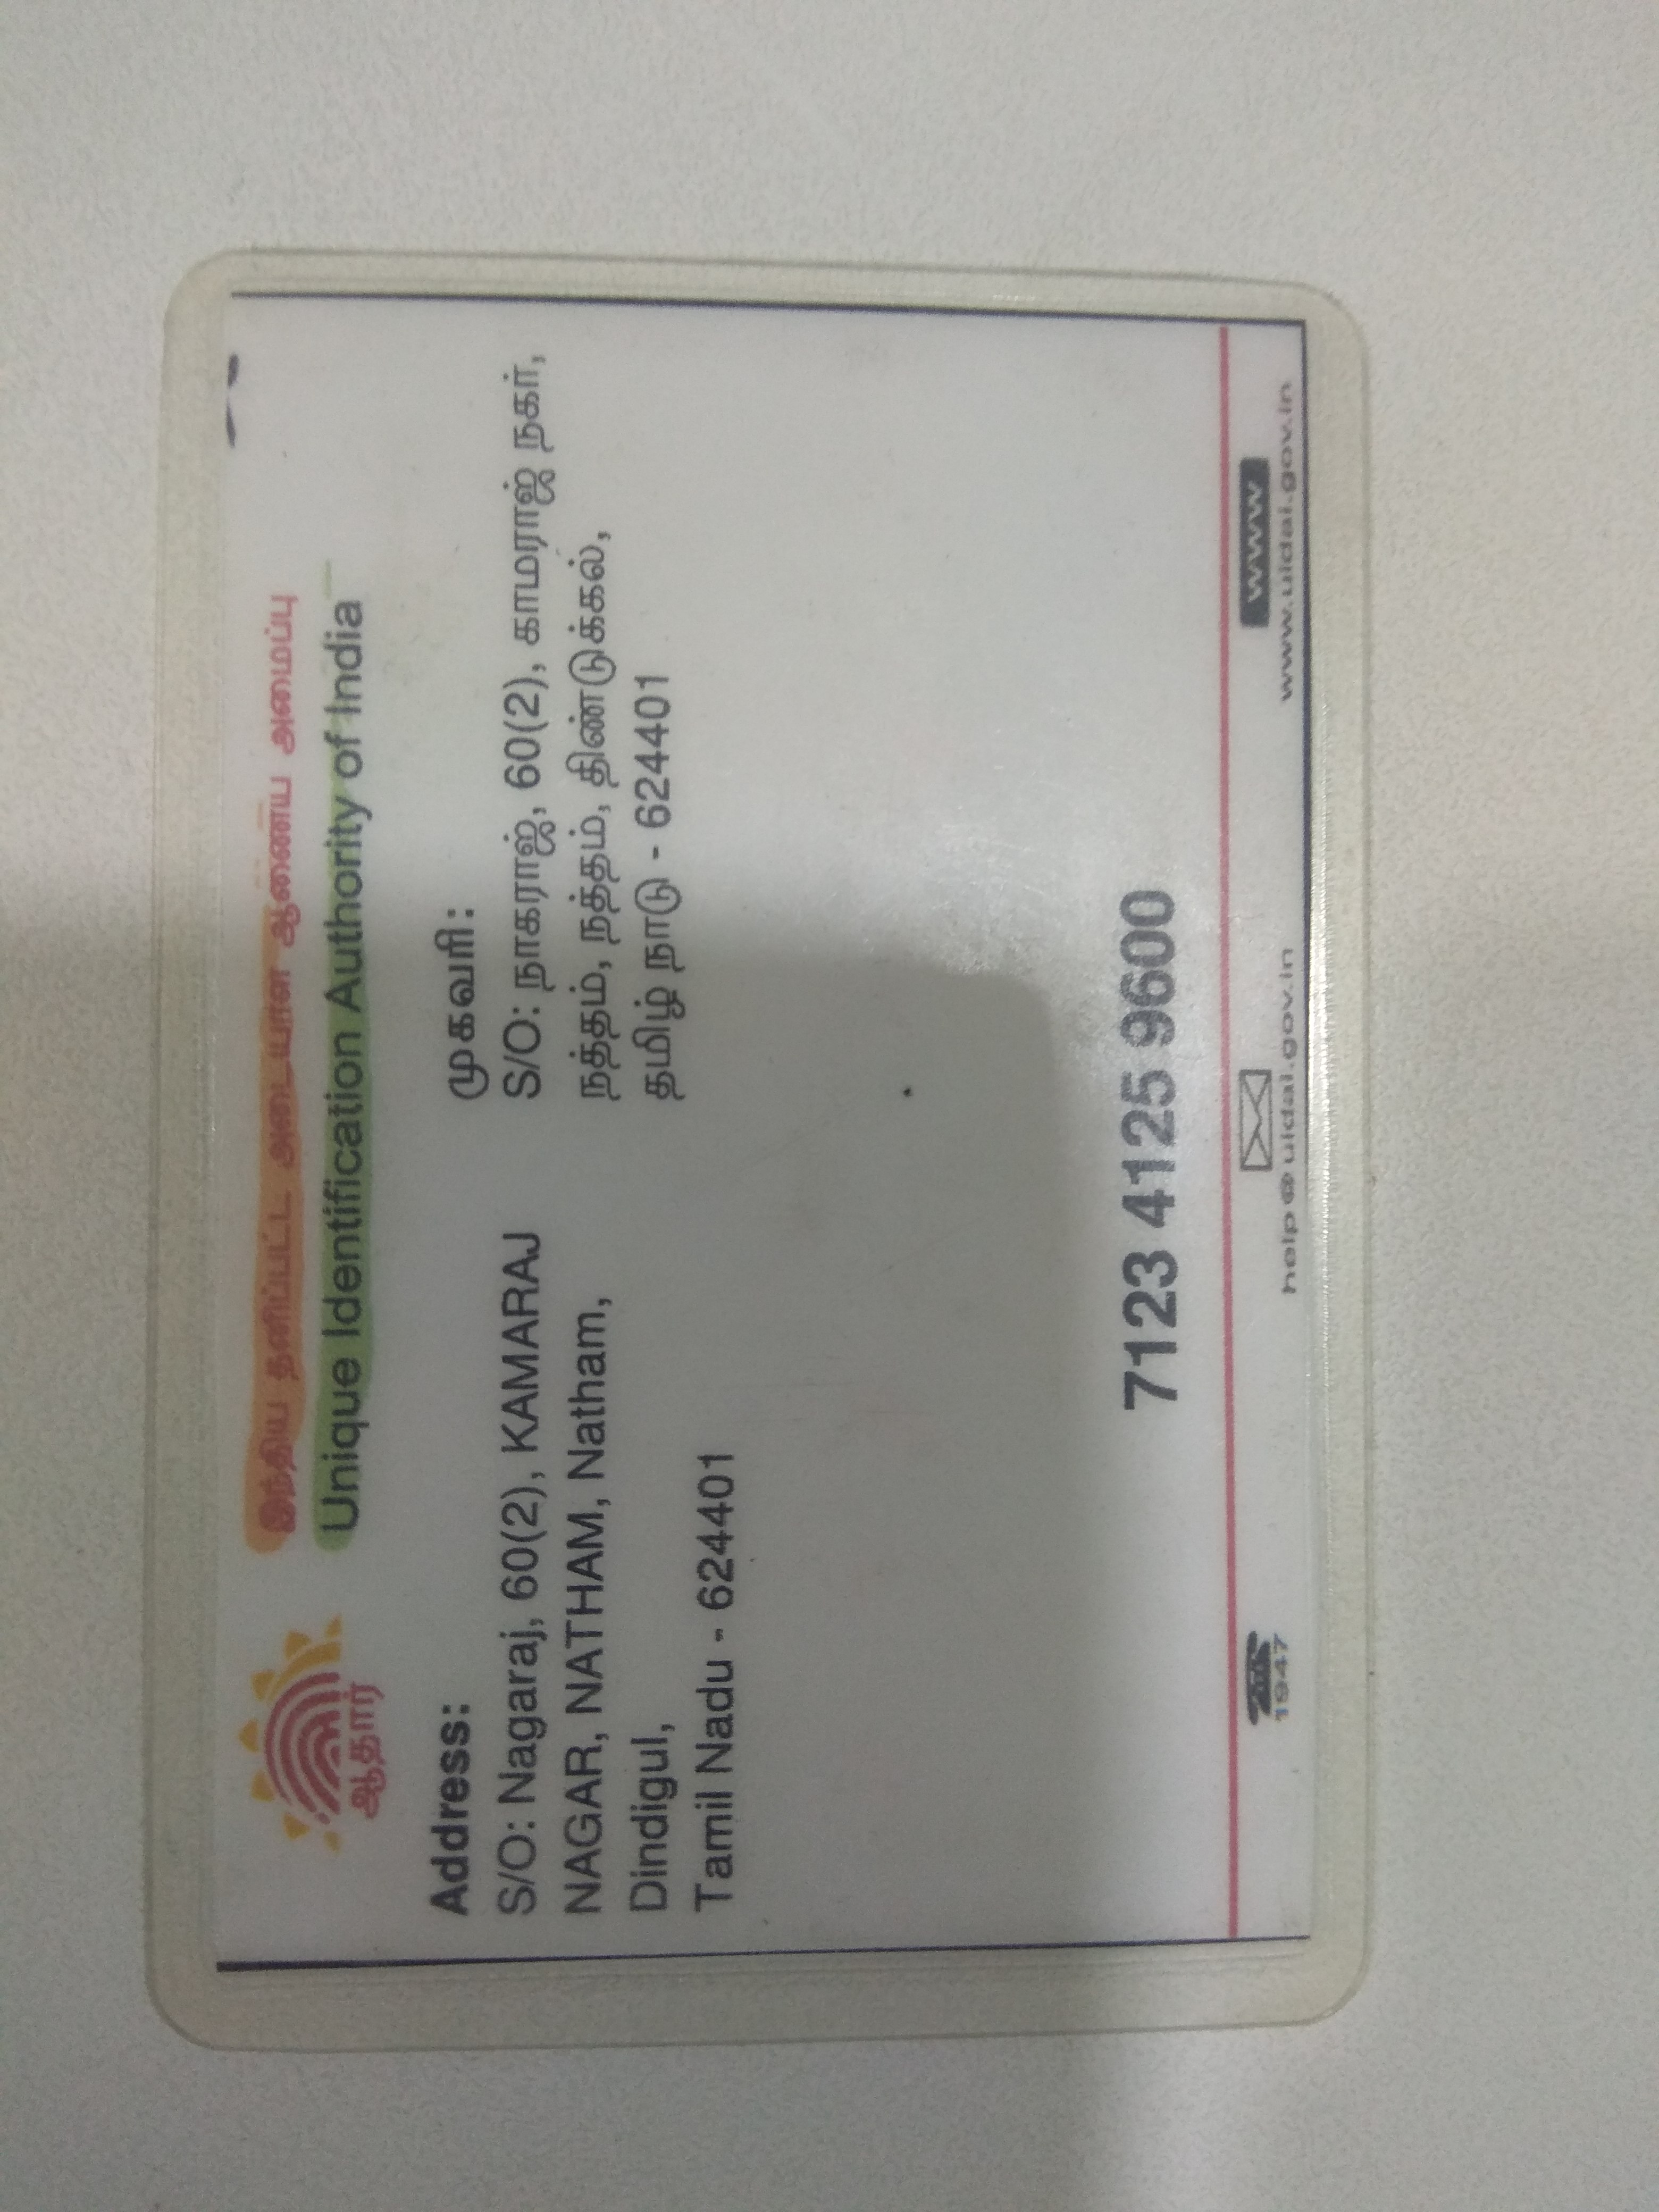 இந்திய தனிப்பட்ட அடையாள ஆணைய அமைப்பு
Unique Identification Authority of India
ஆதார்
Address:
S/O: Nagaraj, 60(2), KAMARAJ
NAGAR, NATHAM, Natham,
Dindigul,
Tamil Nadu - 624401
முகவரி:
S/O: நாகராஜ், 60(2), காமராஜ் நகர்,
நத்தம், நத்தம், திண்டுக்கல்,
தமிழ் நாடு - 624401
7123 4125 9600
1947
help@uidai.gov.in
www
www.uidai.gov.in